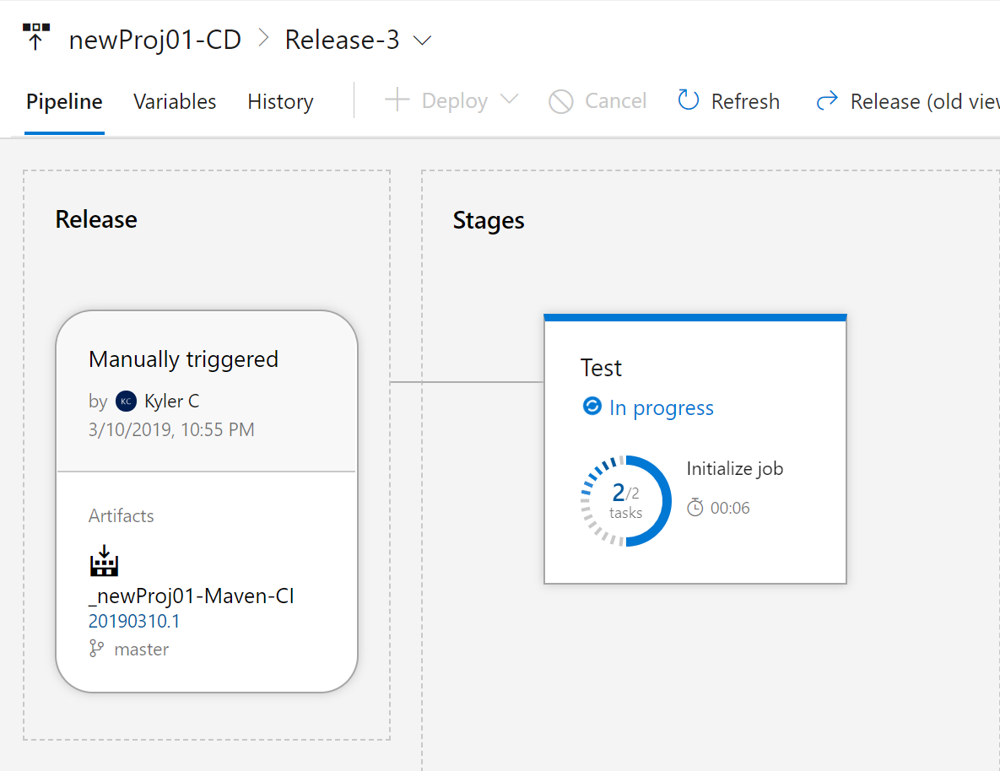 newProj01-CD > Release-3
Pipeline Variables History Deploy Cancel Refresh Release (old view
Release
Stages
Manually triggered
by KC Kyler C
3/10/2019, 10:55 PM
Artifacts
_newProj01-Maven-CI
20190310.1
master
Test
In progress
2/2
tasks
Initialize job
00:06